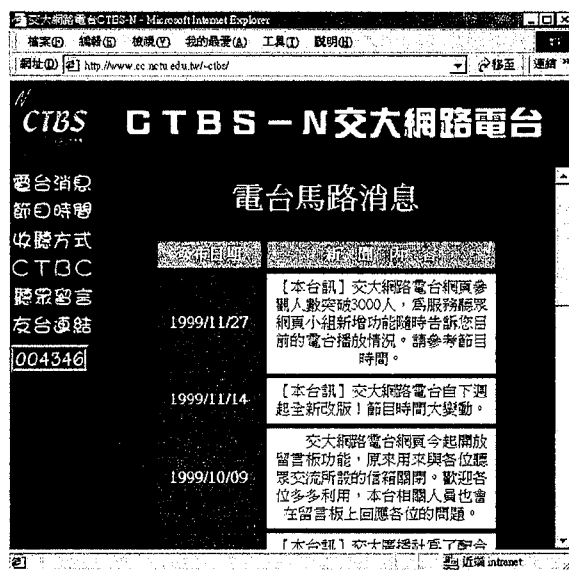 交大網路電台CTBS-N - Microsoft Internet Explorer
檔案(F) 編輯(E) 檢視(V) 我的最愛(A) 工具(T) 說明(H)
網址(D) http://www.cc.nctu.edu.tw/~ctbs/ 移至 連結 »
N
CTBS
CTBS－N交大網路電台
電台消息
節目時間
收聽方式
CTBC
聽眾留言
友台連結
004346
電台馬路消息
發布日期 新聞內容
1999/11/27
【本台訊】交大網路電台網頁參
觀人數突破3000人，為服務聽眾
網頁小組新增功能隨時告訴您目
前的電台播放情況。請參考節目
時間。
1999/11/14
【本台訊】交大網路電台自下週
起全新改版！節目時間大變動。
1999/10/09
交大網路電台網頁今起開放
留言板功能，原來用來與各位聽
眾交流所設的信箱關閉。歡迎各
位多多利用，本台相關人員也會
在留言板上回應各位的問題。
【本台訊】交大廣播社為了配合
近端 intranet